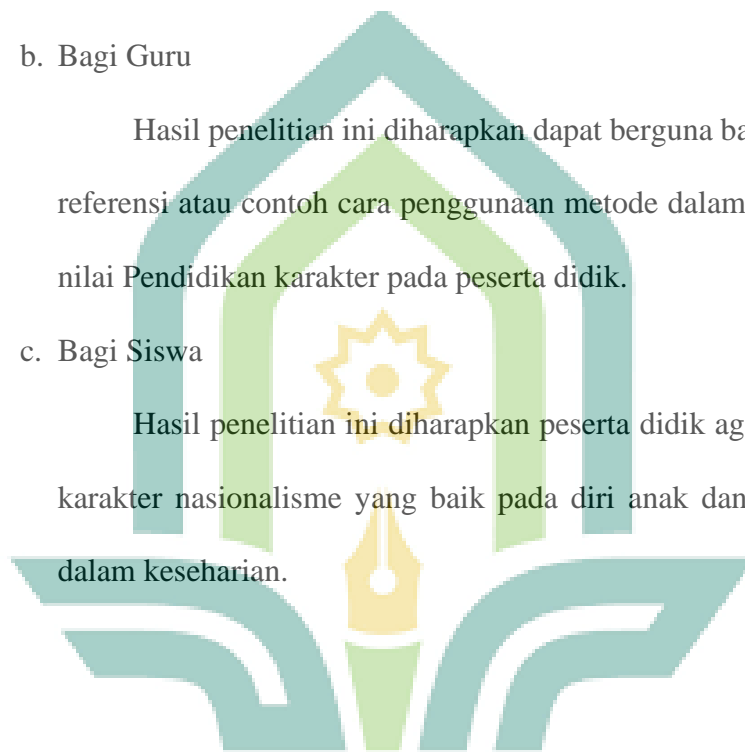 b. Bagi Guru
Hasil penelitian ini diharapkan dapat berguna
referensi atau contoh cara penggunaan metode dalam
nilai Pendidikan karakter pada peserta didik.
c. Bagi Siswa
Hasil penelitian ini diharapkan peserta didik
karakter nasionalisme yang baik pada diri anak dan
dalam keseharian.